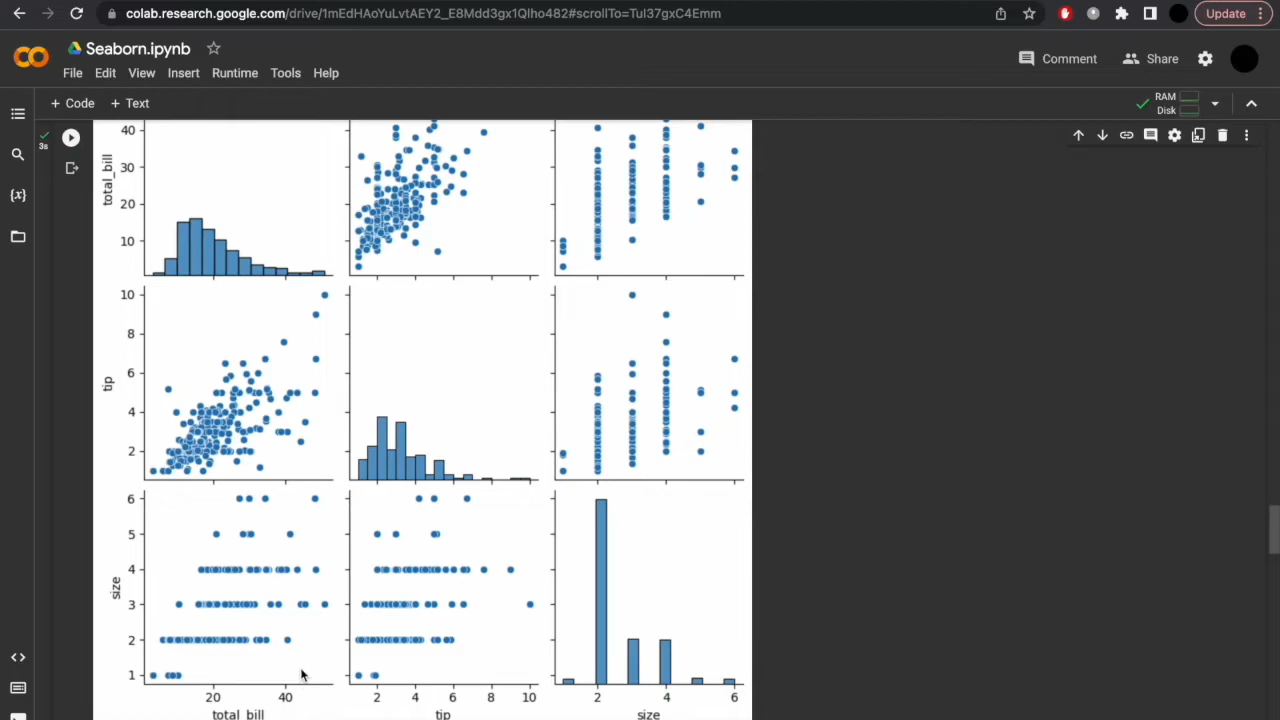 colab.research.google.com/drive/1mEdHAoYuLvtAEY2_E8Mdd3gx1Qlho482#scrollTo=Tul37gxC4Emm
Update
Seaborn.ipynb
File Edit View Insert Runtime Tools Help
Comment
Share
+ Code + Text
RAM
Disk
3s
{x}
total_bill
40
30
20
10
tip
10
8
6
4
2
size
6
5
4
3
2
1
20 40
2 4 6 8 10
2 4 6
total_bill
tip
size